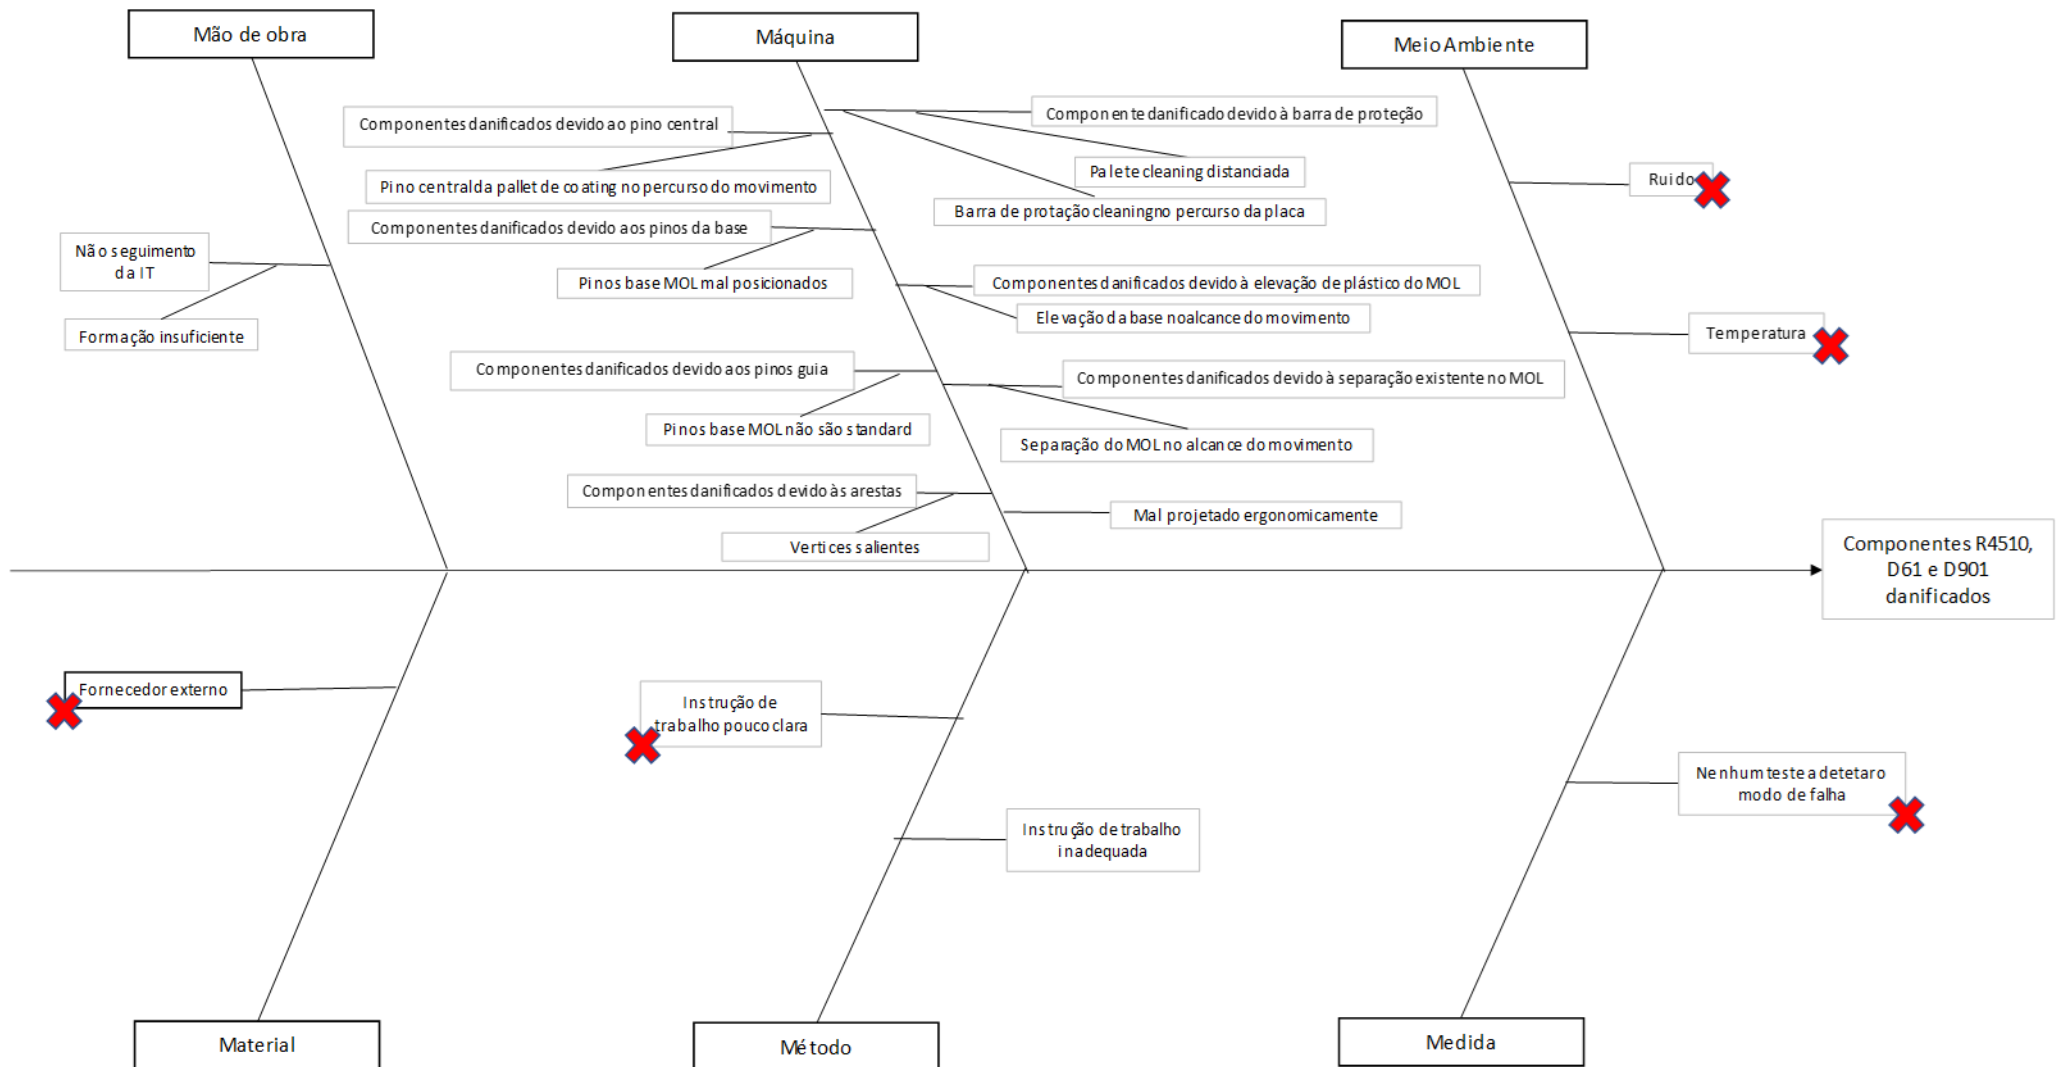 Mão de obra
Máquina
Meio Ambiente
Componentes danificados devido ao pino central
Componente danificado devido à barra de proteção
Palete cleaning distanciada
Pino central da pallet de coating no percurso do movimento
Barra de protação cleaning no percurso da placa
Ruido
Componentes danificados devido aos pinos da base
Não seguimento
da IT
Pinos base MOL mal posicionados
Componentes danificados devido à elevação de plástico do MOL
Elevação da base no alcance do movimento
Formação insuficiente
Temperatura
Componentes danificados devido aos pinos guia
Componentes danificados devido à separação existente no MOL
Pinos base MOL não são standard
Separação do MOL no alcance do movimento
Componentes danificados devido às arestas
Mal projetado ergonomicamente
Vertices salientes
Componentes R4510,
D61 e D901
danificados
Fornecedor externo
Instrução de
trabalho pouco clara
Nenhum teste a detetar o
modo de falha
Instrução de trabalho
inadequada
Material
Método
Medida